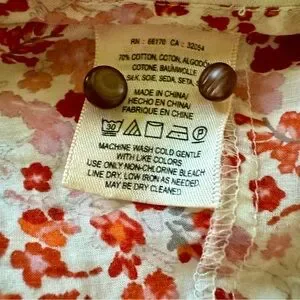 RN : 66170 CA : 32054
70% COTTON, COTON, ALGODÓN
COTONE, BAUMWOLLE
SILK, SOIE, SEDA, SETA,
MADE IN CHINA/
HECHO EN CHINA/
FABRIQUE EN CHINE
30
P
MACHINE WASH COLD GENTLE
WITH LIKE COLORS
USE ONLY NON-CHLORINE BLEACH
LINE DRY. LOW IRON AS NEEDED.
MAY BE DRY CLEANED